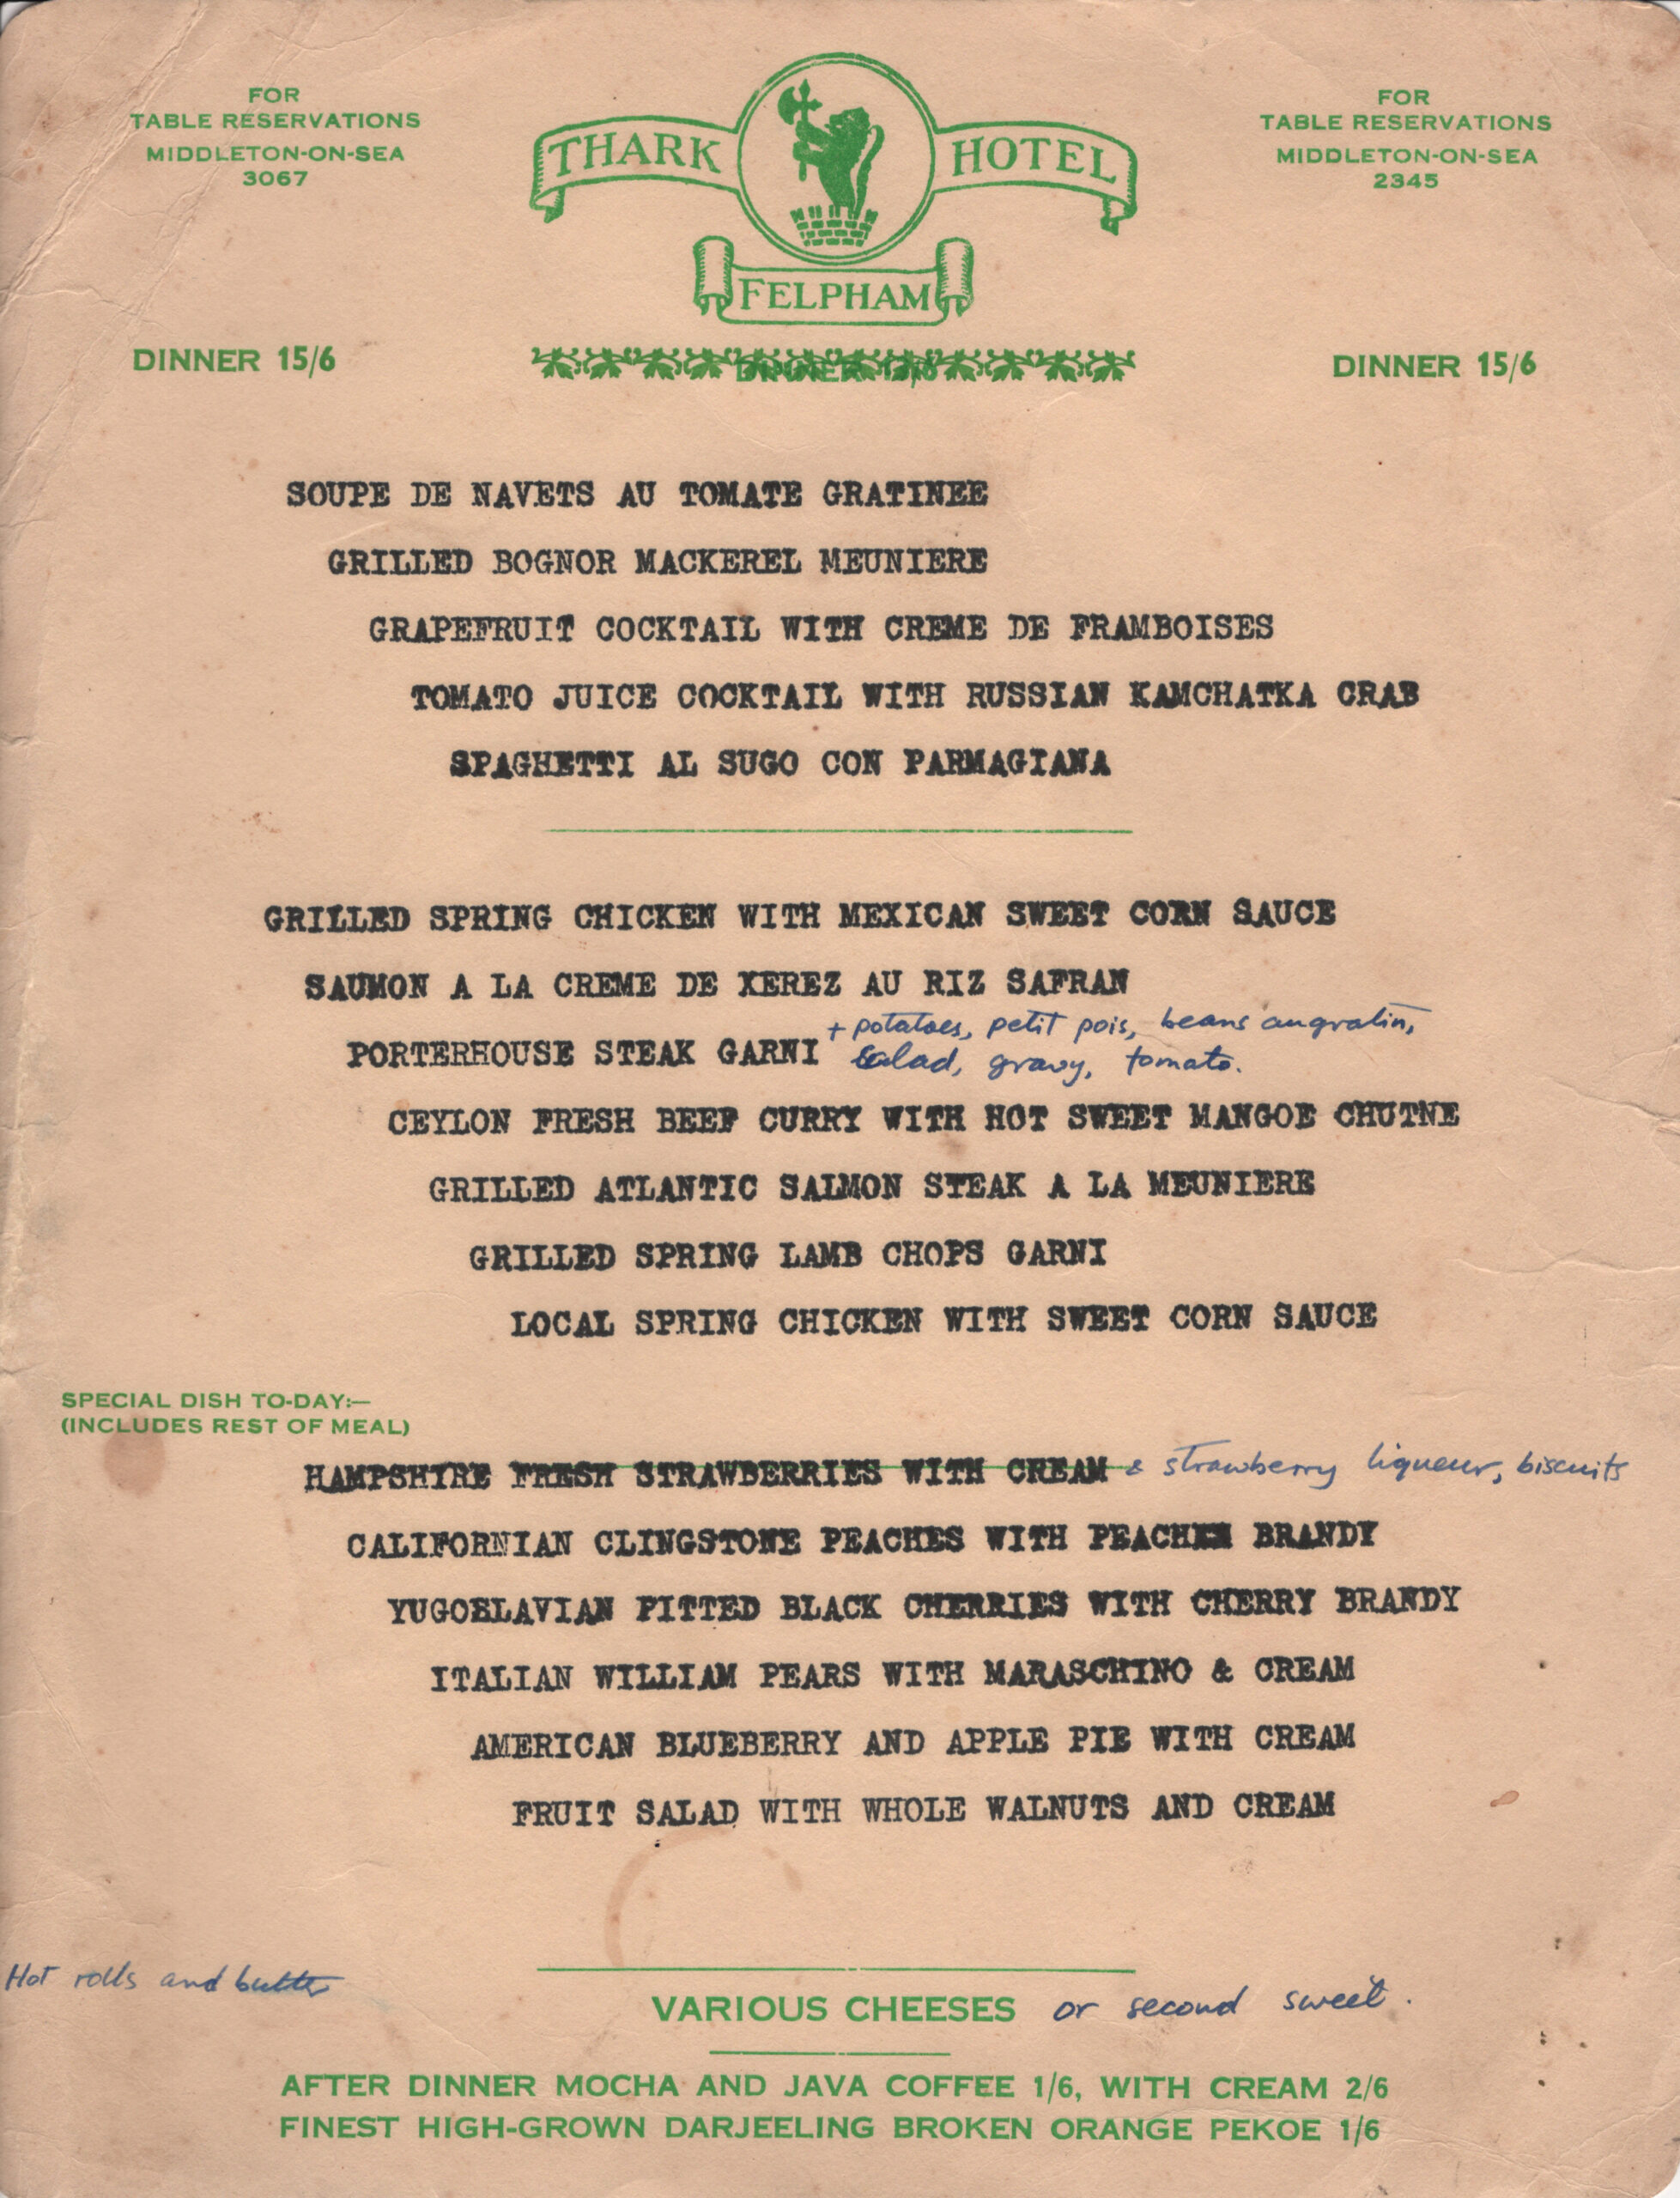 FOR
TABLE RESERVATIONS
MIDDLETON-ON-SEA
3067
THARK HOTEL
FELPHAM
FOR
TABLE RESERVATIONS
MIDDLETON-ON-SEA
2345
DINNER 15/6
DINNER
DINNER 15/6
SOUPE DE NAVETS AU TOMATE GRATINEE
GRILLED BOGNOR MACKEREL MEUNIERE
GRAPEFRUIT COCKTAIL WITH CREME DE FRAMBOISES
TOMATO JUICE COCKTAIL WITH RUSSIAN KAMCHATKA CRAB
SPAGHETTI AL SUGO CON PARMAGIANA
GRILLED SPRING CHICKEN WITH MEXICAN SWEET CORN SAUCE
SAUMON A LA CREME DE XEREZ AU RIZ SAFRAN
+ potatoes, petit pois, beans augratin,
PORTERHOUSE STEAK GARNI salad, gravy, tomato.
CEYLON FRESH BEEF CURRY WITH HOT SWEET MANGOE CHUTNE
GRILLED ATLANTIC SALMON STEAK A LA MEUNIERE
GRILLED SPRING LAMB CHOPS GARNI
LOCAL SPRING CHICKEN WITH SWEET CORN SAUCE
SPECIAL DISH TO-DAY:—
(INCLUDES REST OF MEAL)
HAMPSHIRE FRESH STRAWBERRIES WITH CREAM & strawberry liqueur, biscuits
CALIFORNIAN CLINGSTONE PEACHES WITH PEACH BRANDY
YUGOSLAVIAN PITTED BLACK CHERRIES WITH CHERRY BRANDY
ITALIAN WILLIAM PEARS WITH MARASCHINO & CREAM
AMERICAN BLUEBERRY AND APPLE PIE WITH CREAM
FRUIT SALAD WITH WHOLE WALNUTS AND CREAM
Hot rolls and butter
VARIOUS CHEESES or second sweet.
AFTER DINNER MOCHA AND JAVA COFFEE 1/6, WITH CREAM 2/6
FINEST HIGH-GROWN DARJEELING BROKEN ORANGE PEKOE 1/6